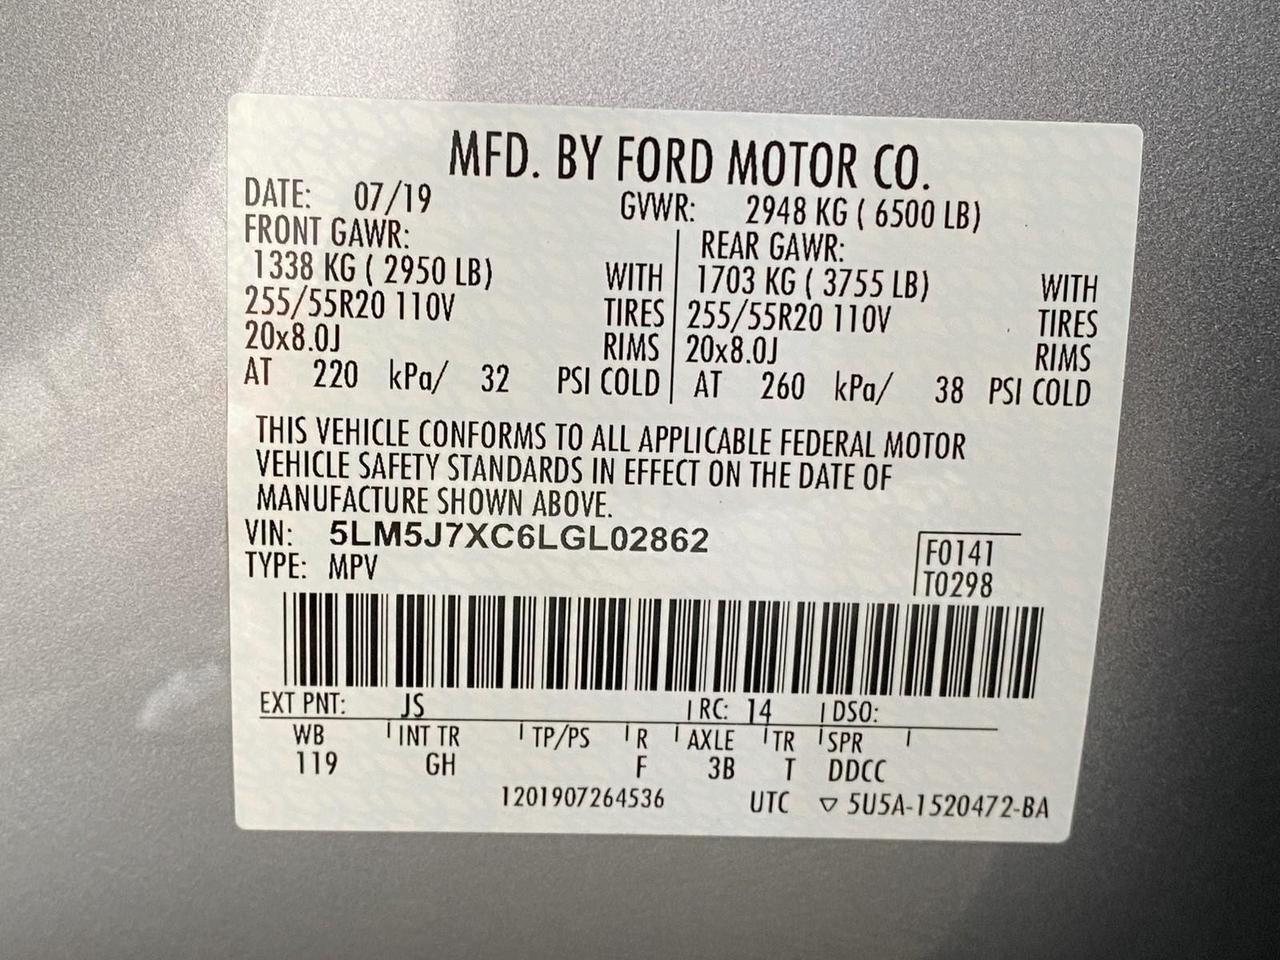 MFD. BY FORD MOTOR CO.
DATE: 07/19 GVWR: 2948 KG ( 6500 LB)
FRONT GAWR: REAR GAWR:
1338 KG ( 2950 LB) WITH 1703 KG ( 3755 LB) WITH
255/55R20 110V TIRES 255/55R20 110V TIRES
20x8.0J RIMS 20x8.0J RIMS
AT 220 kPa/ 32 PSI COLD AT 260 kPa/ 38 PSI COLD
THIS VEHICLE CONFORMS TO ALL APPLICABLE FEDERAL MOTOR
VEHICLE SAFETY STANDARDS IN EFFECT ON THE DATE OF
MANUFACTURE SHOWN ABOVE.
VIN: 5LM5J7XC6LGL02862
F0141
TYPE: MPV
T0298
EXT PNT: JS RC: 14 DSO:
WB INT TR TP/PS R AXLE TR SPR
119 GH F 3B T DDCC
1201907264536 UTC ▽ 5U5A-1520472-BA